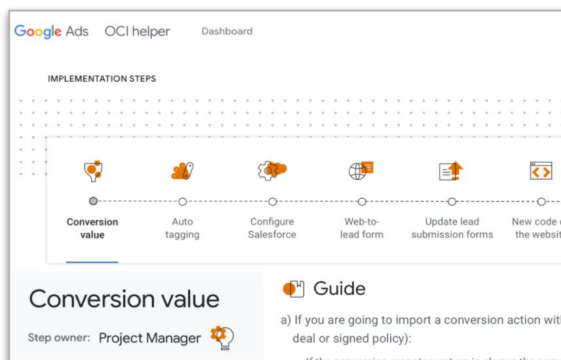 Google Ads OCI helper Dashboard
IMPLEMENTATION STEPS
Conversion value
Auto tagging
Configure Salesforce
Web-to-lead form
Update lead submission forms
New code
the websit
Conversion value
Step owner: Project Manager
Guide
a) If you are going to import a conversion action with
deal or signed policy):